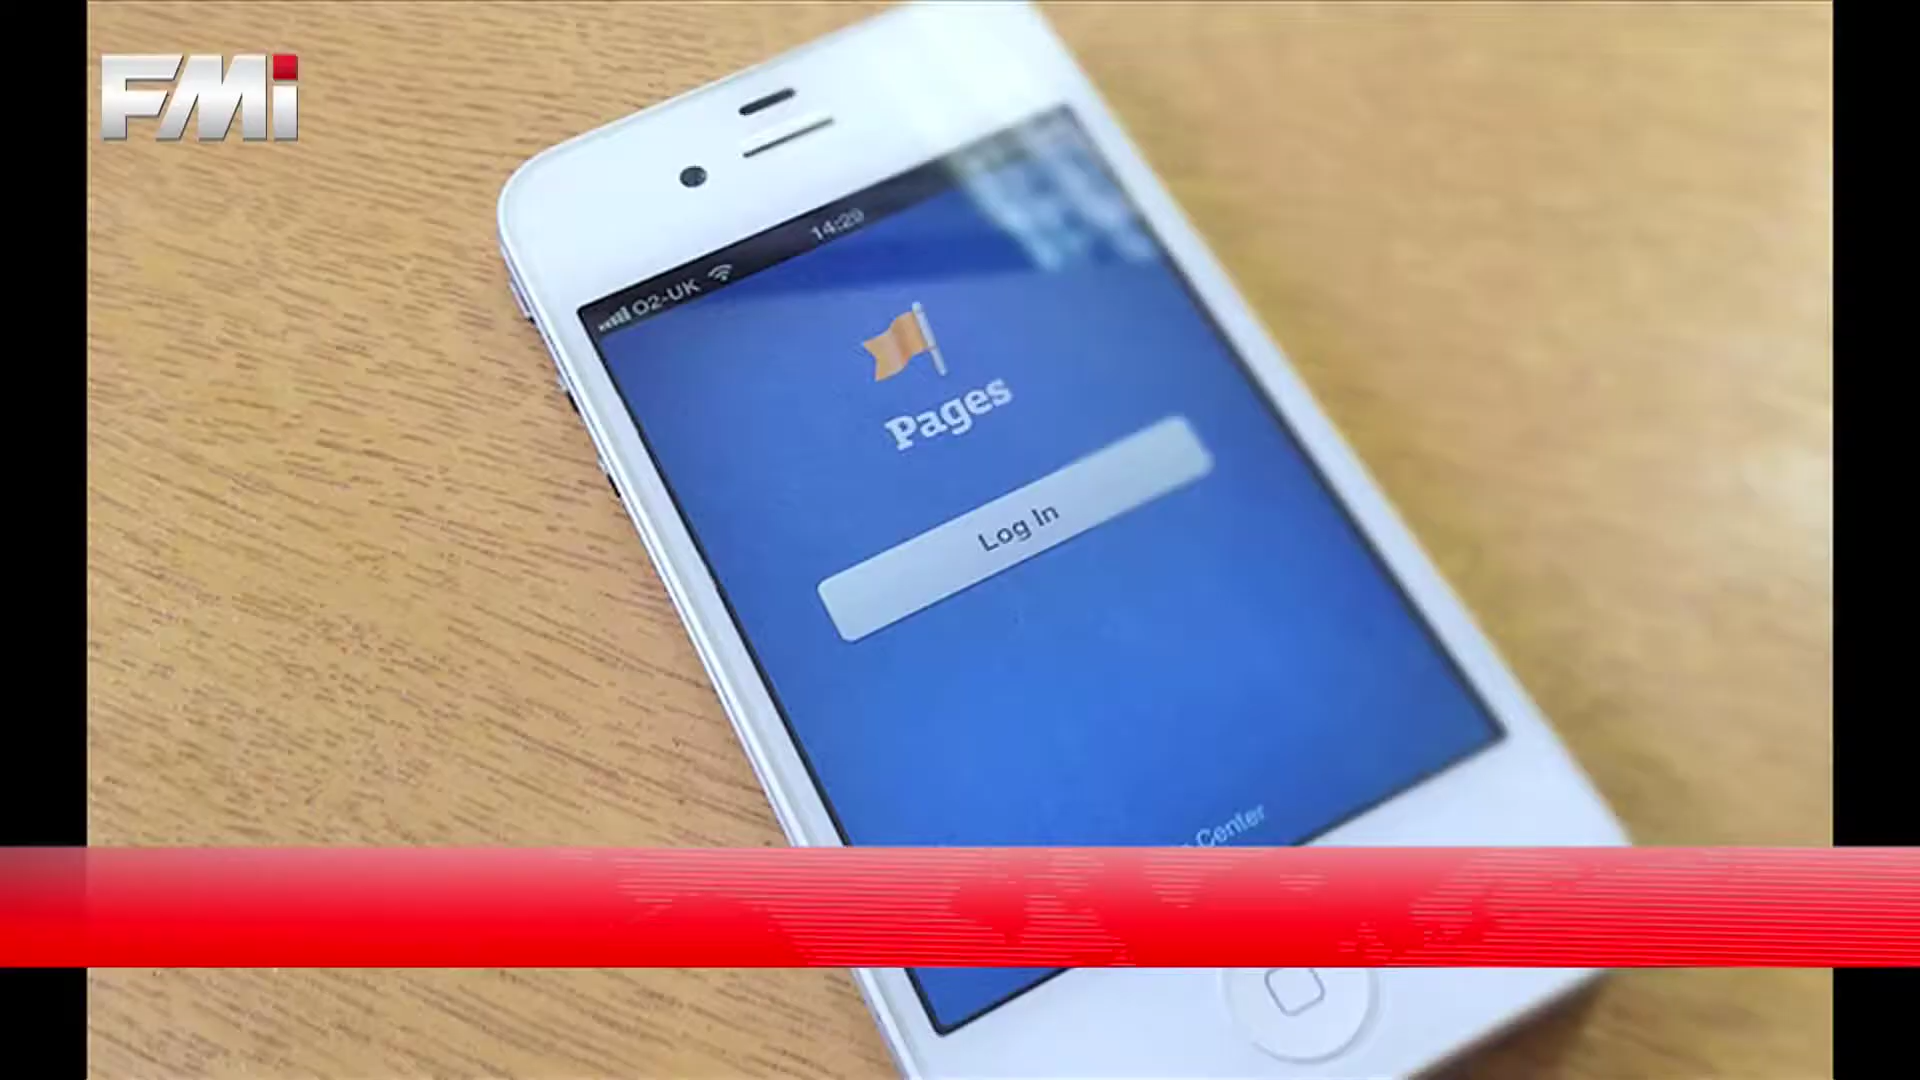 FMi
14:29
O2-UK
Pages
Log In
Center